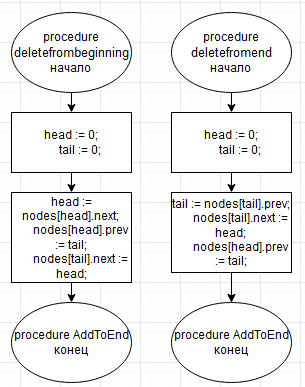 procedure
deletefrombeginning
начало
head := 0;
tail := 0;
head :=
nodes[head].next;
nodes[head].prev
:= tail;
nodes[tail].next :=
head;
procedure AddToEnd
конец
procedure
deletefromend
начало
head := 0;
tail := 0;
tail := nodes[tail].prev;
nodes[tail].next :=
head;
nodes[head].prev
:= tail;
procedure AddToEnd
конец